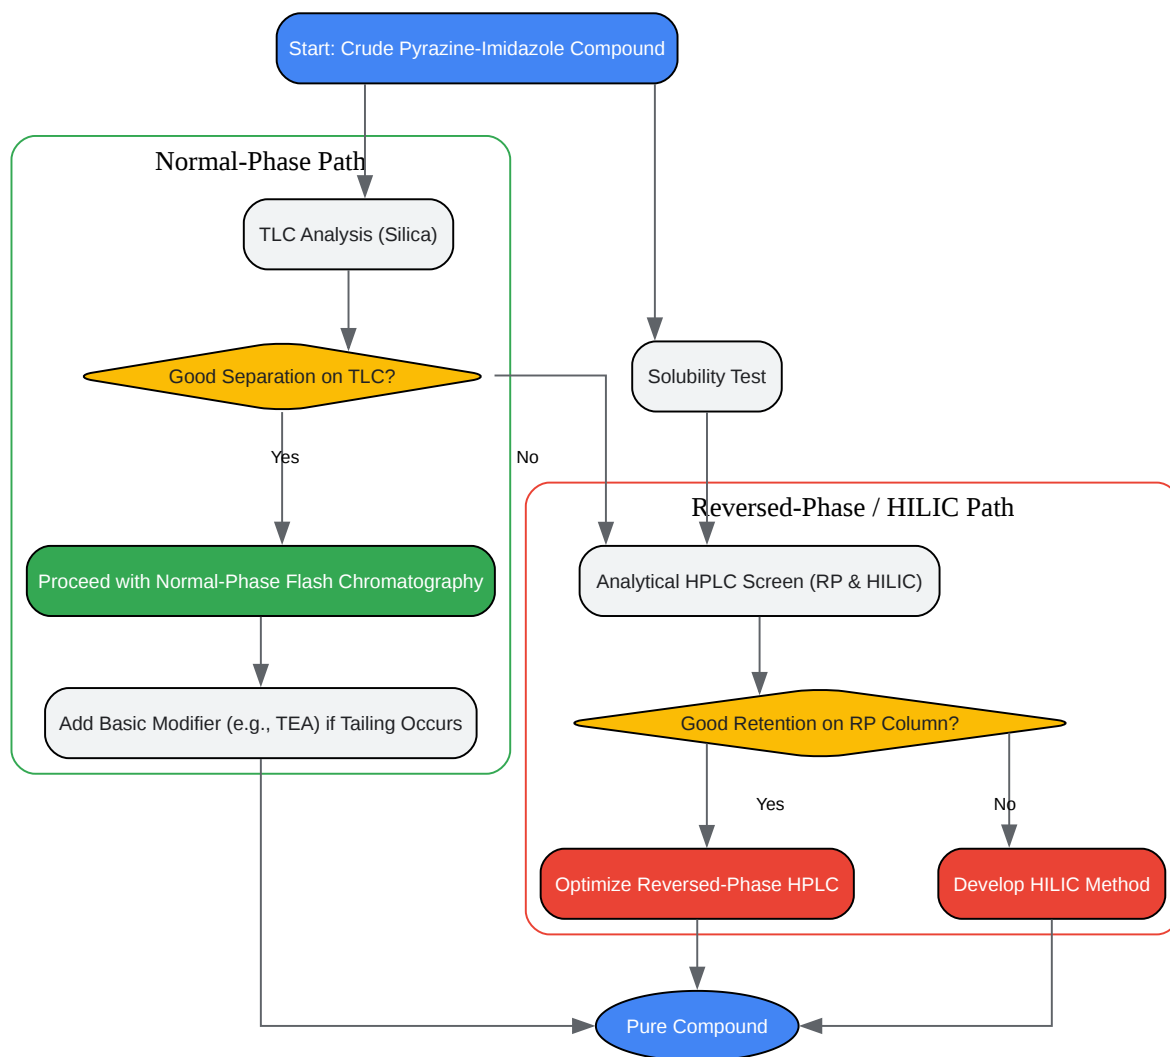 Start: Crude Pyrazine-Imidazole Compound
Normal-Phase Path
TLC Analysis (Silica)
Good Separation on TLC?
Solubility Test
Yes
No
Reversed-Phase / HILIC Path
Proceed with Normal-Phase Flash Chromatography
Analytical HPLC Screen (RP & HILIC)
Add Basic Modifier (e.g., TEA) if Tailing Occurs
Good Retention on RP Column?
Yes
No
Optimize Reversed-Phase HPLC
Develop HILIC Method
Pure Compound